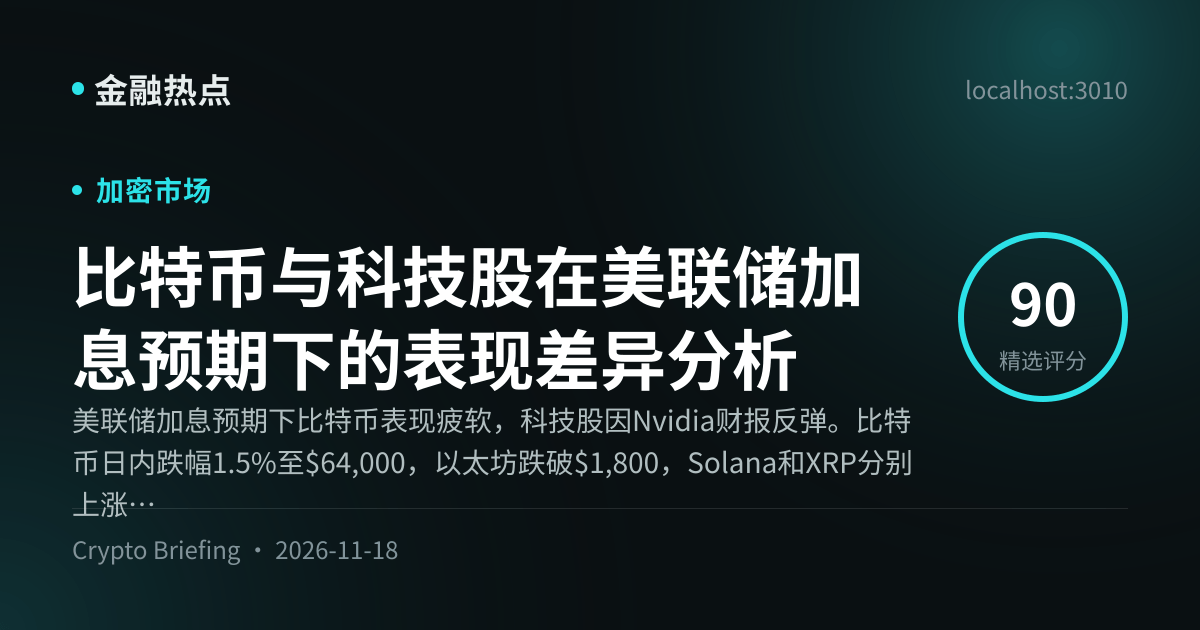 金融热点
localhost:3010
加密市场
比特币与科技股在美联储加
息预期下的表现差异分析
90
精选评分
美联储加息预期下比特币表现疲软，科技股因Nvidia财报反弹。比特
币日内跌幅1.5%至$64,000，以太坊跌破$1,800，Solana和XRP分别
上涨…
Crypto Briefing · 2026-11-18